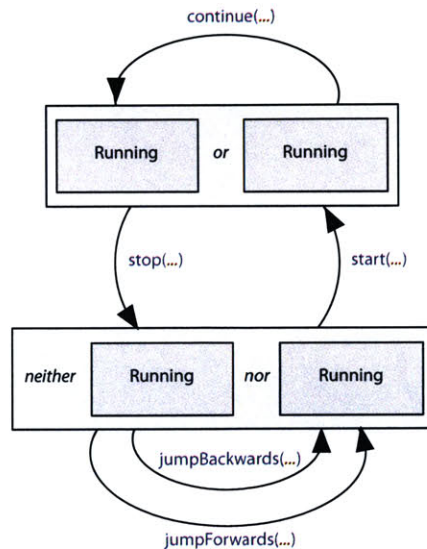 continue(...)
Running or Running
stop(...)
start(...)
neither Running nor Running
jumpBackwards(...)
jumpForwards(...)